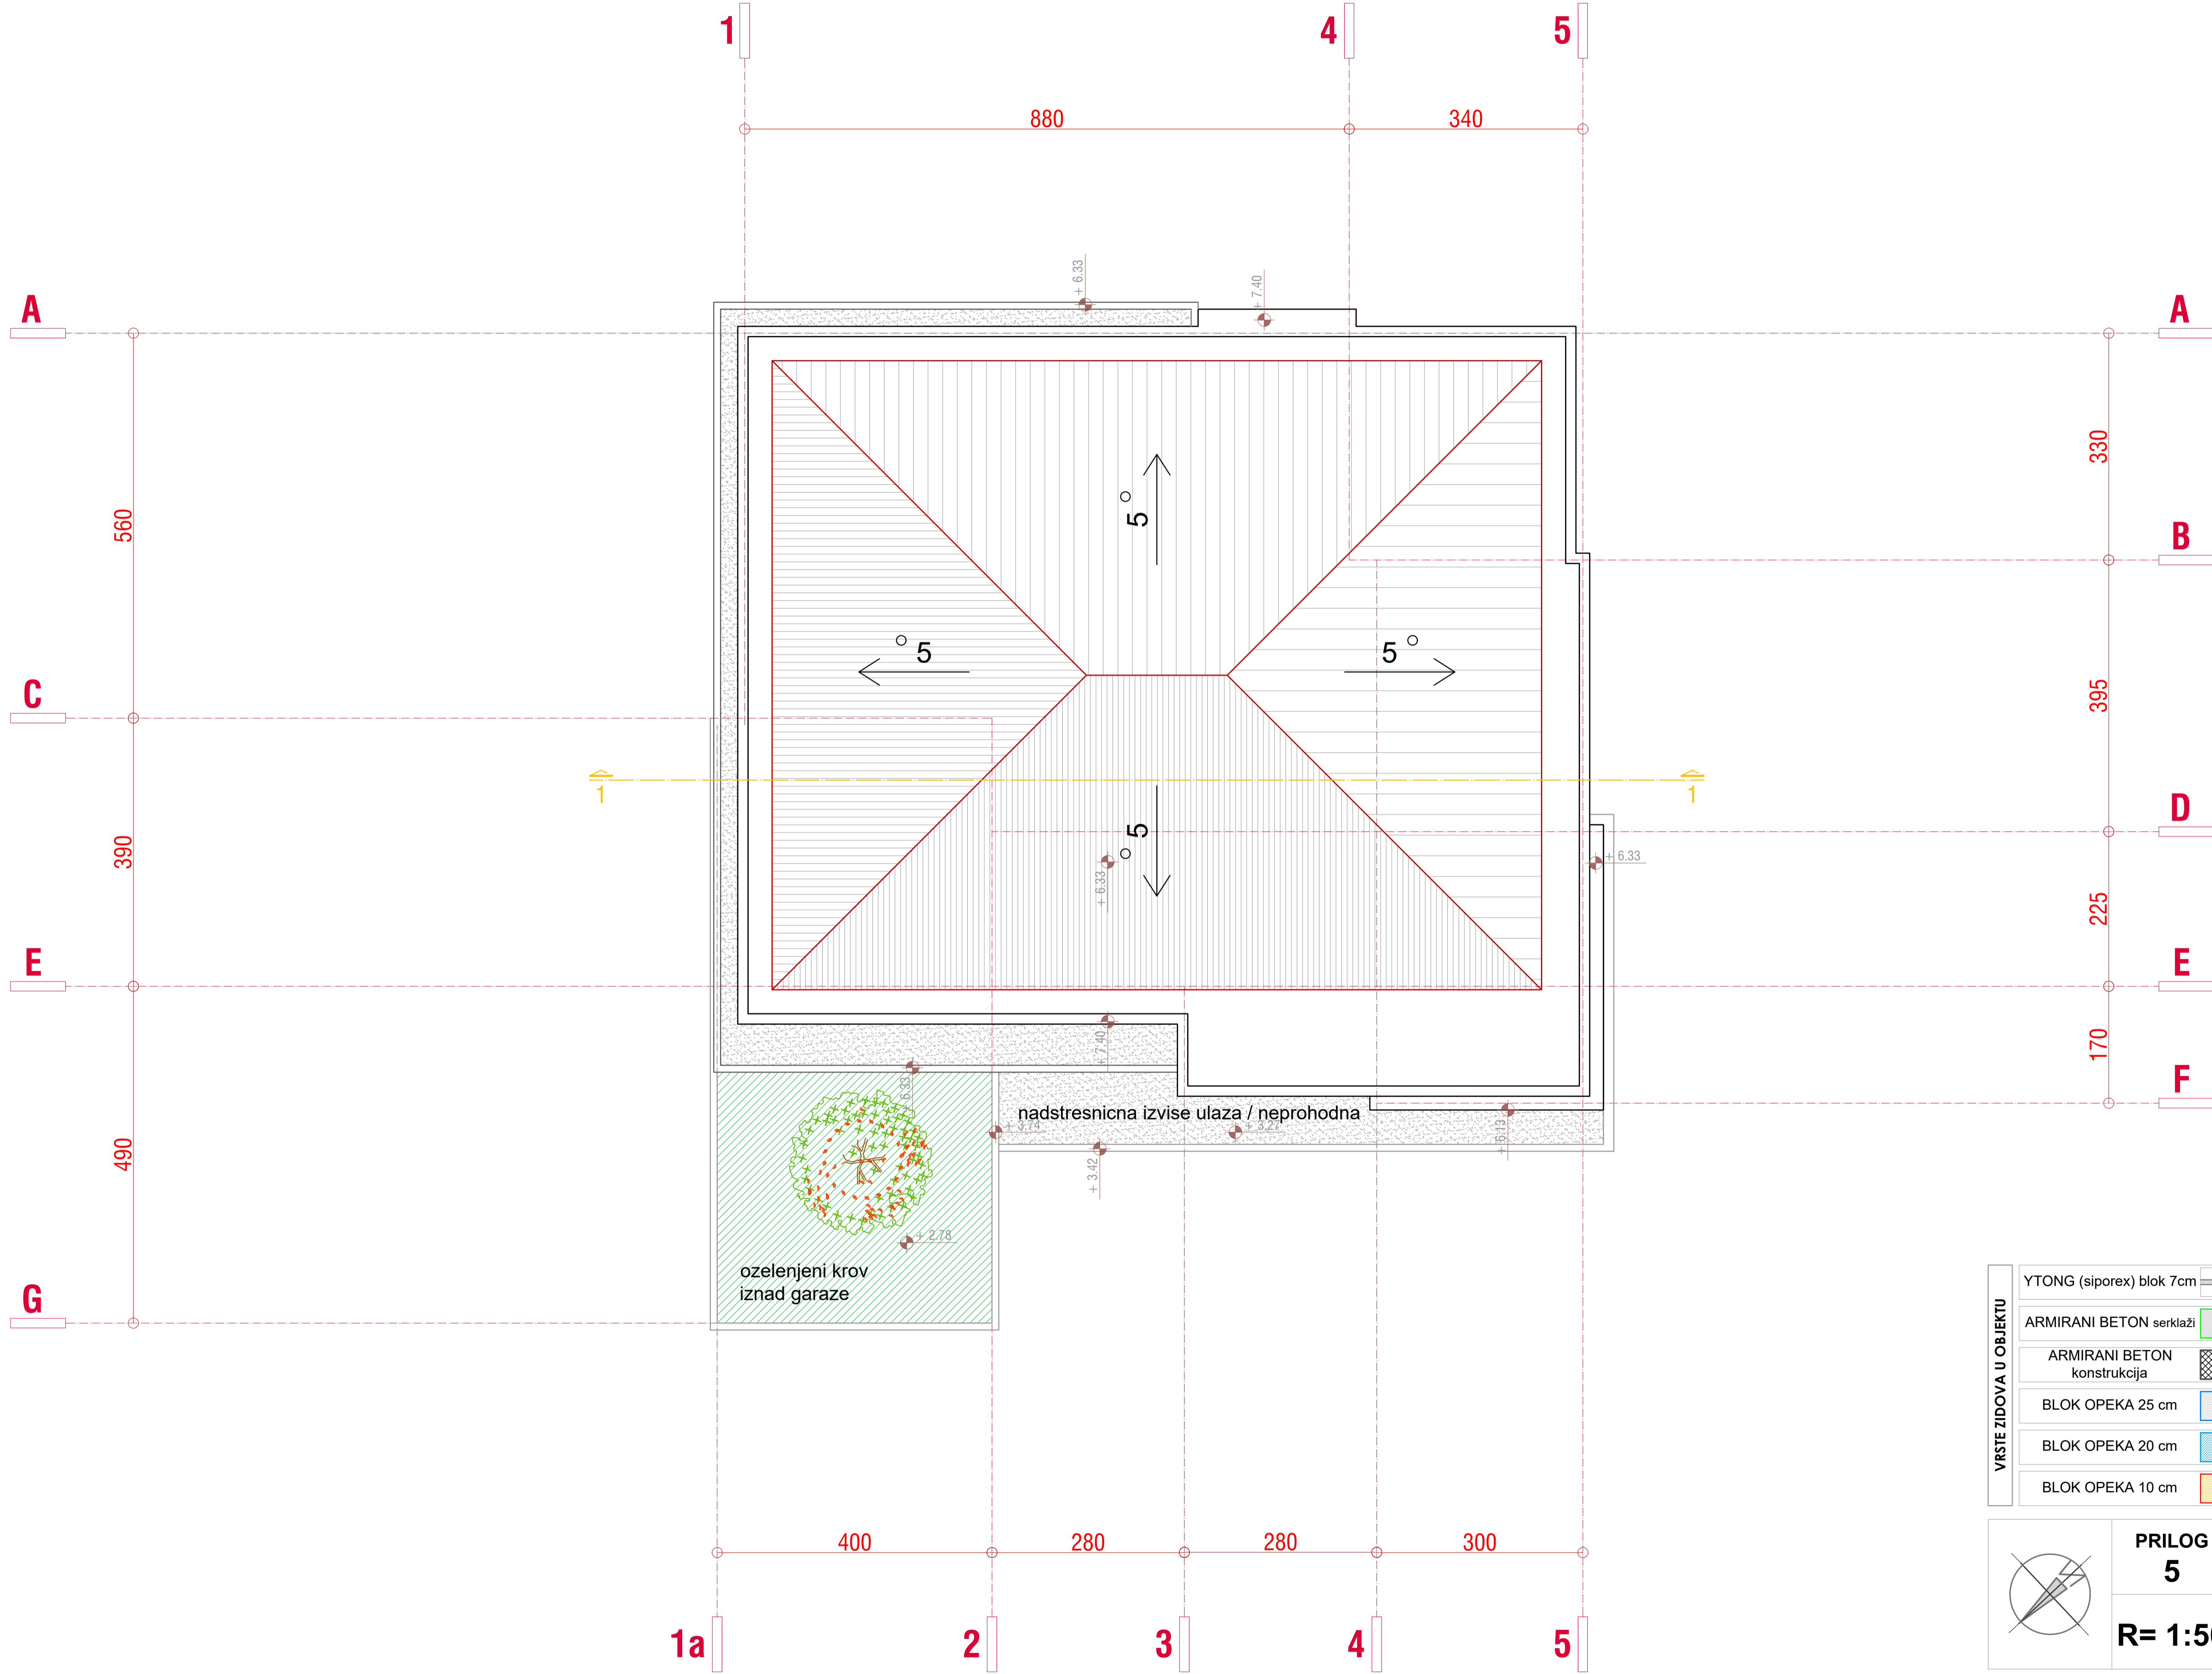 1
4
5
880
340
+ 6.33
+ 7.40
A
A
330
560
5°
B
5°
5°
C
395
1
1
D
5°
+ 6.33
+ 6.33
390
225
E
E
+ 7.40
170
+ 6.33
F
nadstresnicna izvise ulaza / neprohodna
+ 3.74
+ 3.27
+ 6.13
+ 3.42
490
+ 2.78
ozelenjeni krov
iznad garaze
G
VRSTE ZIDOVA U OBJEKTU
YTONG (siporex) blok 7cm
ARMIRANI BETON serklaži
ARMIRANI BETON
konstrukcija
BLOK OPEKA 25 cm
BLOK OPEKA 20 cm
BLOK OPEKA 10 cm
400
280
280
300
PRILOG
5
R= 1:5
1a
2
3
4
5